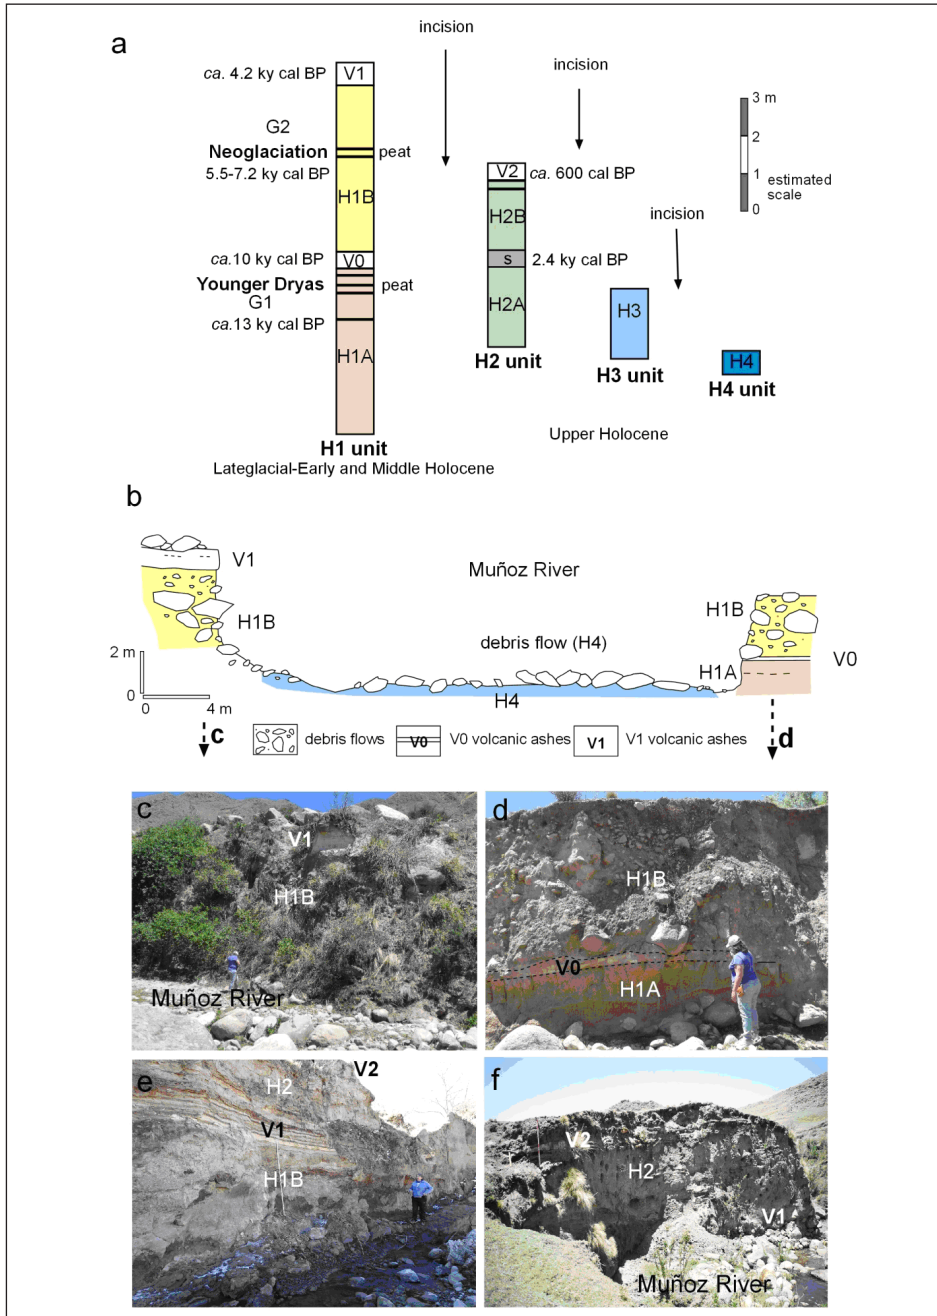 a
incision
incision
incision
ca. 4.2 ky cal BP
V1
G2
Neoglaciation
peat
5.5-7.2 ky cal BP
H1B
ca.10 ky cal BP
V0
Younger Dryas
peat
G1
ca.13 ky cal BP
H1A
H1 unit
Lateglacial-Early and Middle Holocene
V2
ca. 600 cal BP
H2B
s
2.4 ky cal BP
H2A
H2 unit
H3
H3 unit
H4
H4 unit
Upper Holocene
3 m
2
1
0
estimated
scale
b
V1
H1B
Muñoz River
debris flow (H4)
H4
H1B
H1A
V0
2 m
0
0
4 m
c
d
debris flows
V0
V0 volcanic ashes
V1
V1 volcanic ashes
c
V1
H1B
Muñoz River
d
H1B
V0
H1A
e
V2
H2
V1
H1B
f
V2
H2
V1
Muñoz River